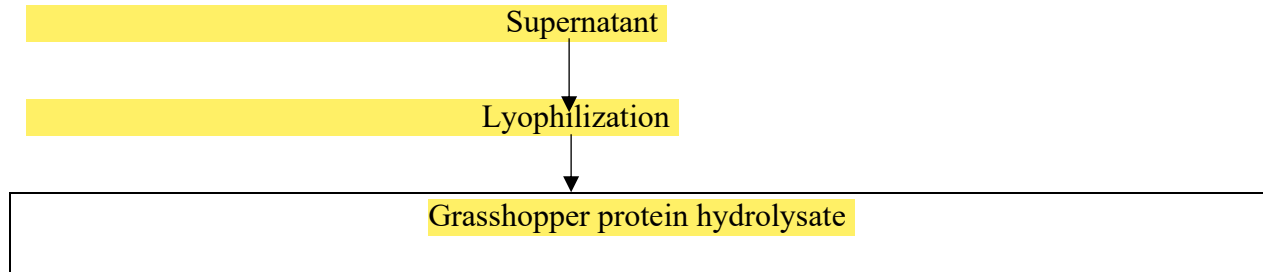 Supernatant
Lyophilization
Grasshopper protein hydrolysate